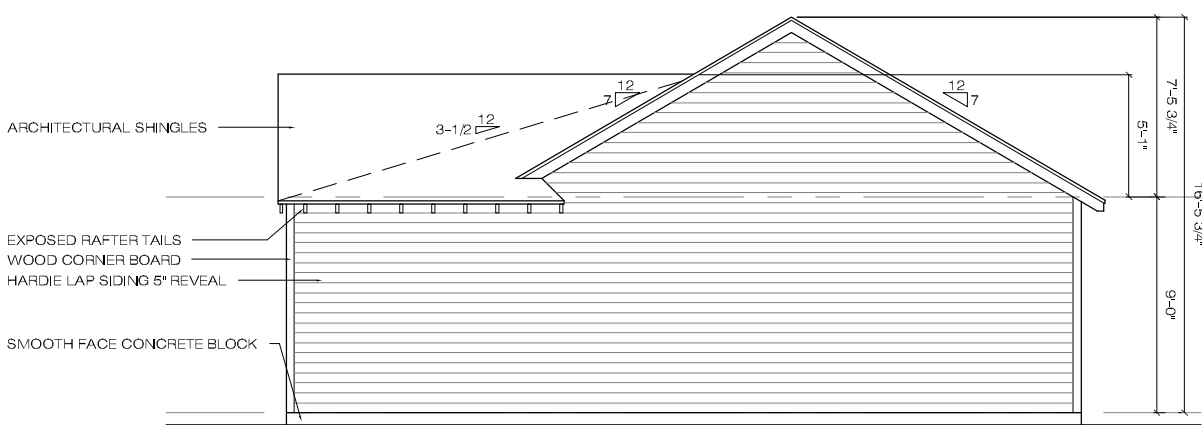 12
7
12
7
12
3-1/2
ARCHITECTURAL SHINGLES
7'-5 3/4"
5'-1"
16'-5 3/4"
EXPOSED RAFTER TAILS
WOOD CORNER BOARD
HARDIE LAP SIDING 5" REVEAL
9'-0"
SMOOTH FACE CONCRETE BLOCK